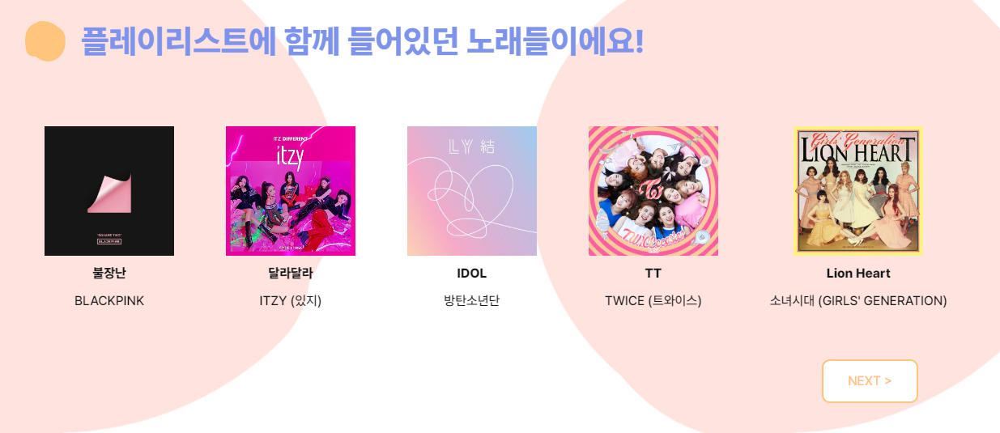 플레이리스트에 함께 들어있던 노래들이에요!
"SQUARE TWO"
BLACKPINK
ITZ DIFFERENT
itzy
LY 結
TWICEcoaster
Girls' Generation
LION HEART
불장난
달라달라
IDOL
TT
Lion Heart
BLACKPINK
ITZY (있지)
방탄소년단
TWICE (트와이스)
소녀시대 (GIRLS' GENERATION)
NEXT >